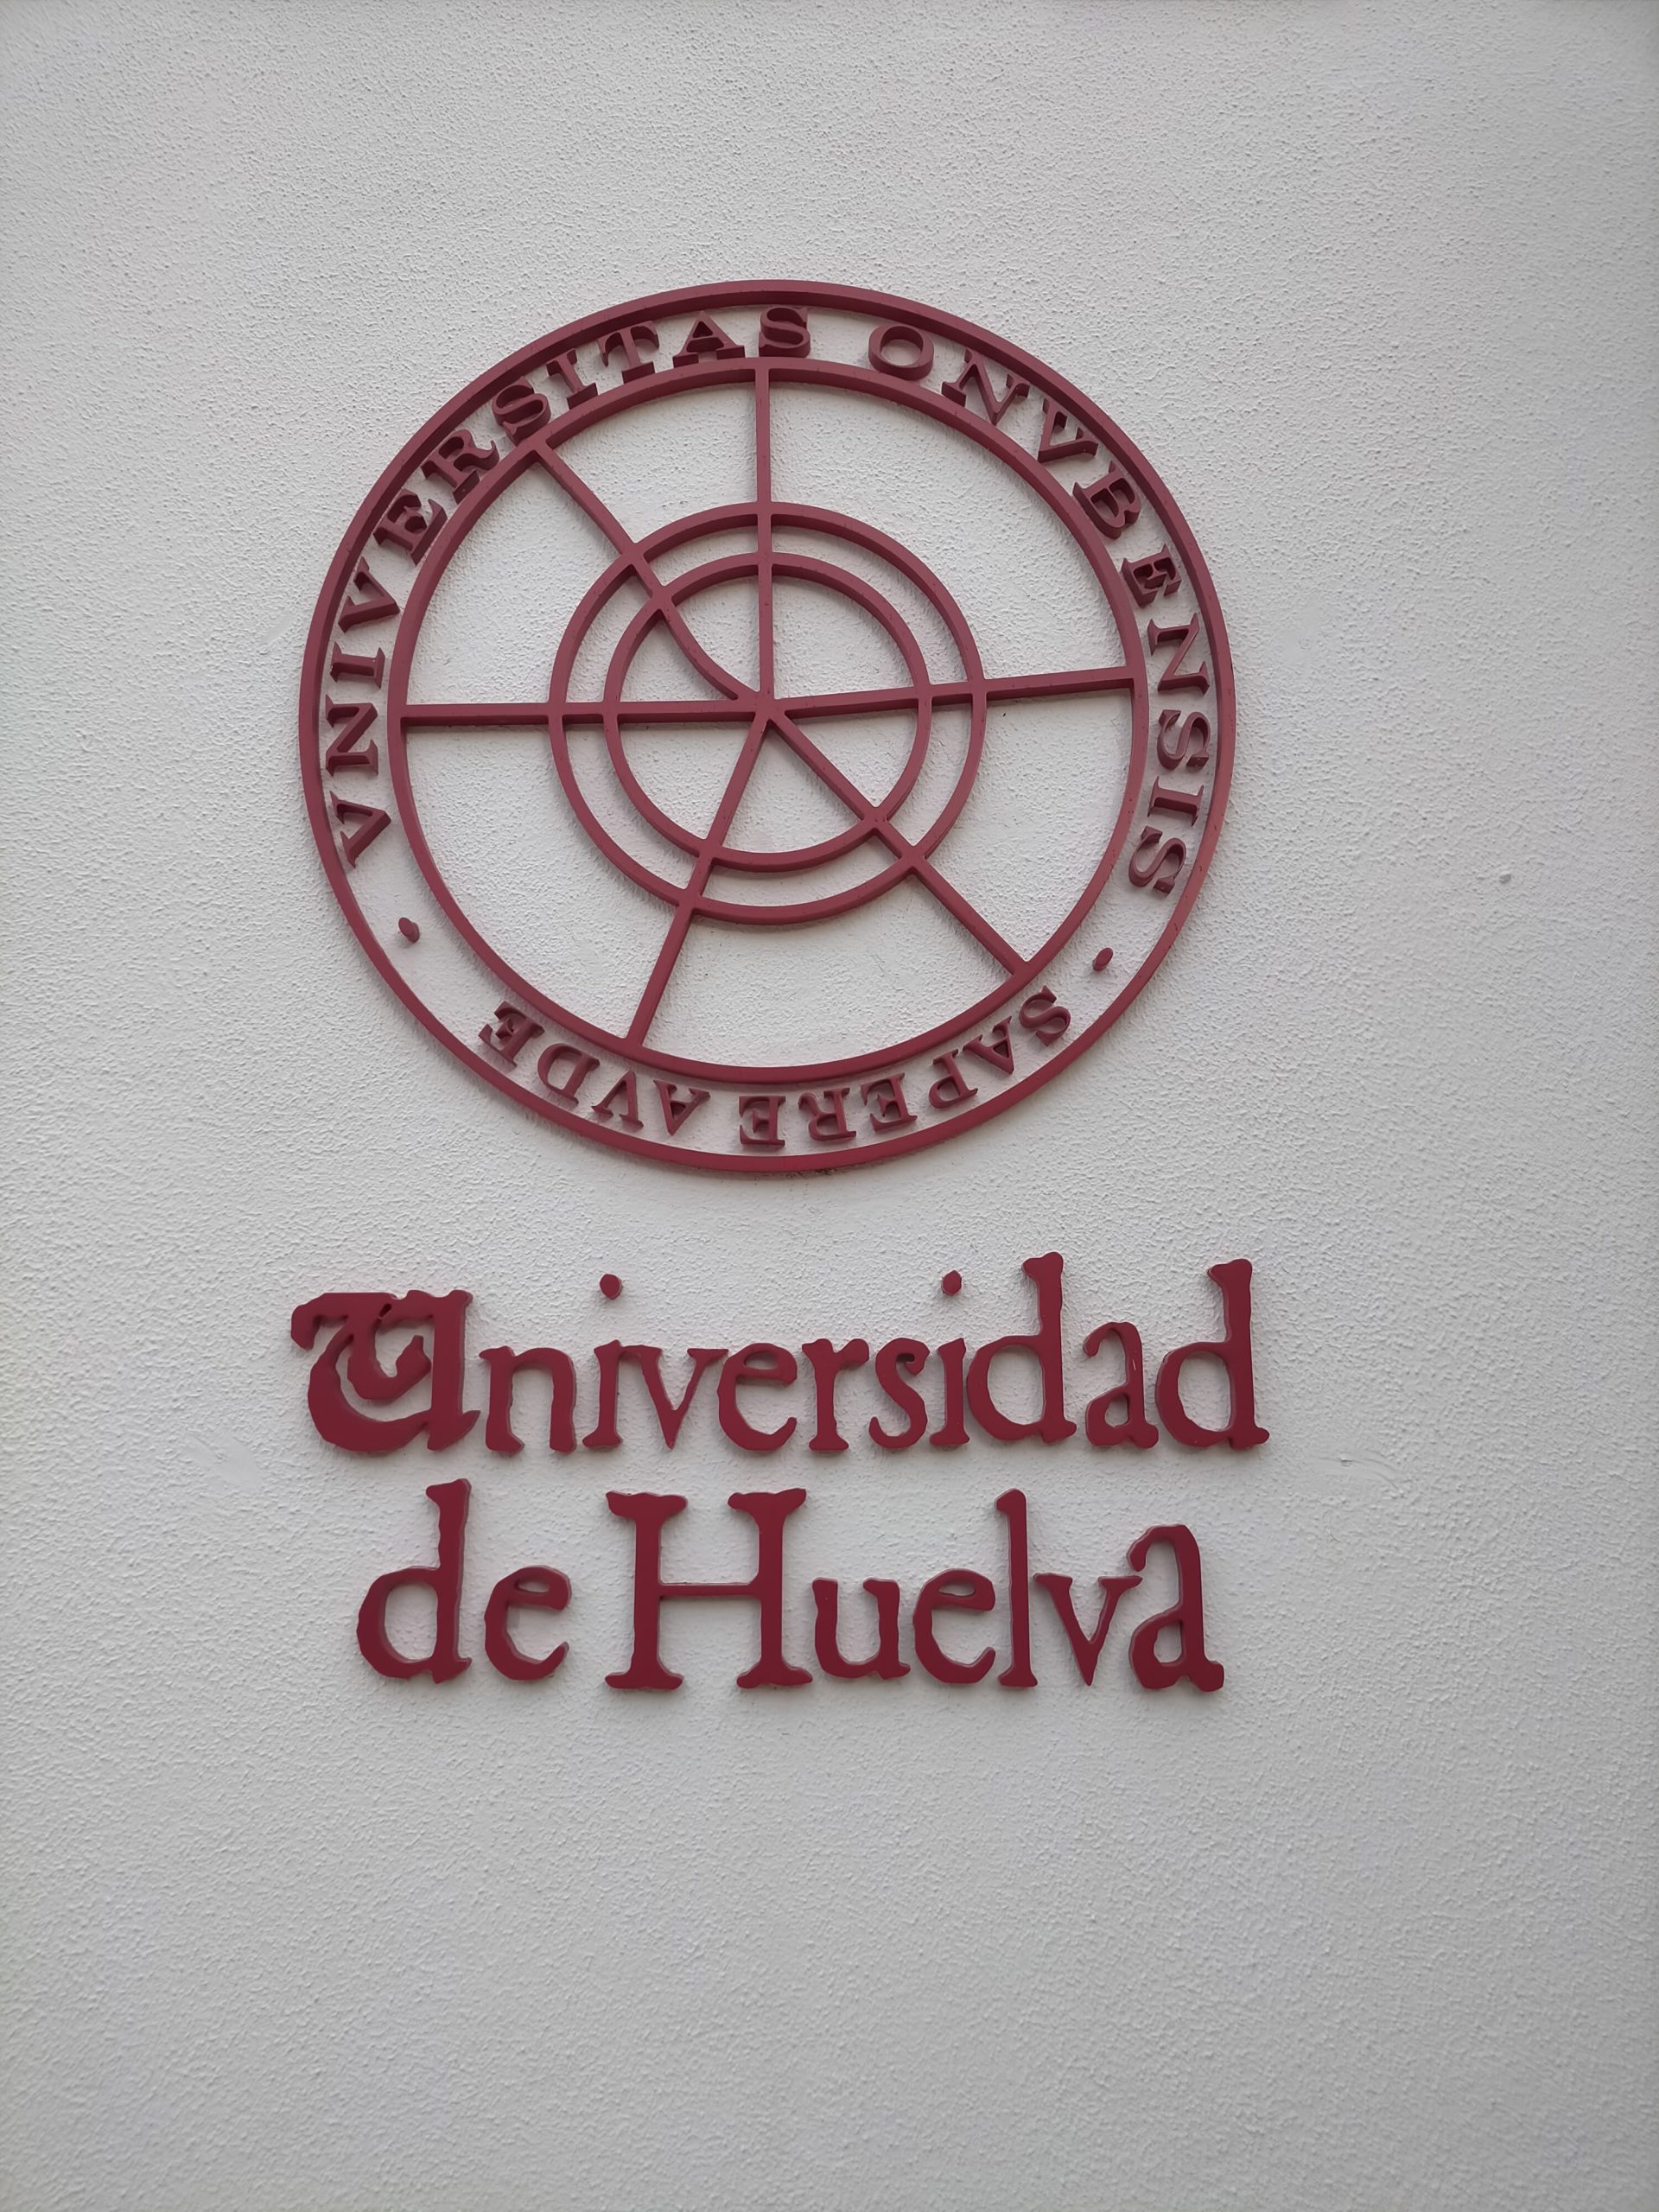 VNIVERSITAS ONVBENSIS
· SAPERE AVDE ·
Universidad
de Huelva